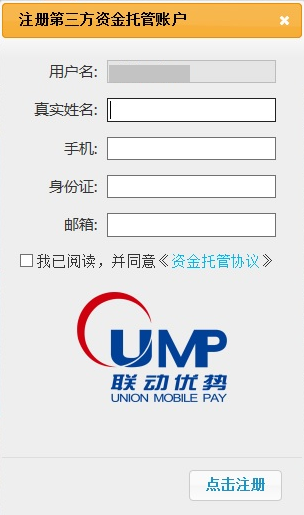 注册第三方资金托管账户
用户名:
真实姓名:
手机:
身份证:
邮箱:
我已阅读，并同意《资金托管协议》
UMP
联动优势
UNION MOBILE PAY
点击注册